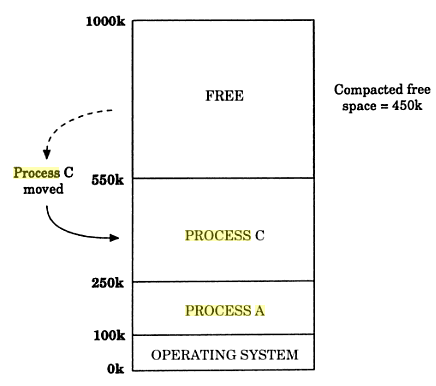 1000k
FREE
Compacted free
space = 450k
Process C
moved
550k
PROCESS C
250k
PROCESS A
100k
OPERATING SYSTEM
0k